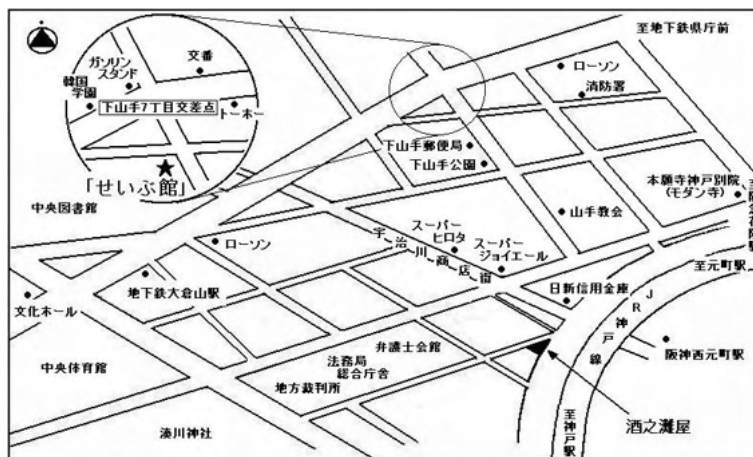 至地下鉄県庁前
交番
ガソリン
スタンド
韓国
学園
下山手7丁目交差点
トーホー
「せいぶ館」
ローソン
消防署
下山手郵便局
下山手公園
本願寺神戸別院
(モダン寺)
中央図書館
山手教会
スーパー
ヒロタ
スーパー
ジョイエール
宇治川商店街
ローソン
至元町駅
日新信用金庫
地下鉄大倉山駅
文化ホール
JR神戸線
阪神西元町駅
弁護士会館
法務局
総合庁舎
地方裁判所
中央体育館
酒之灘屋
湊川神社
至神戸駅